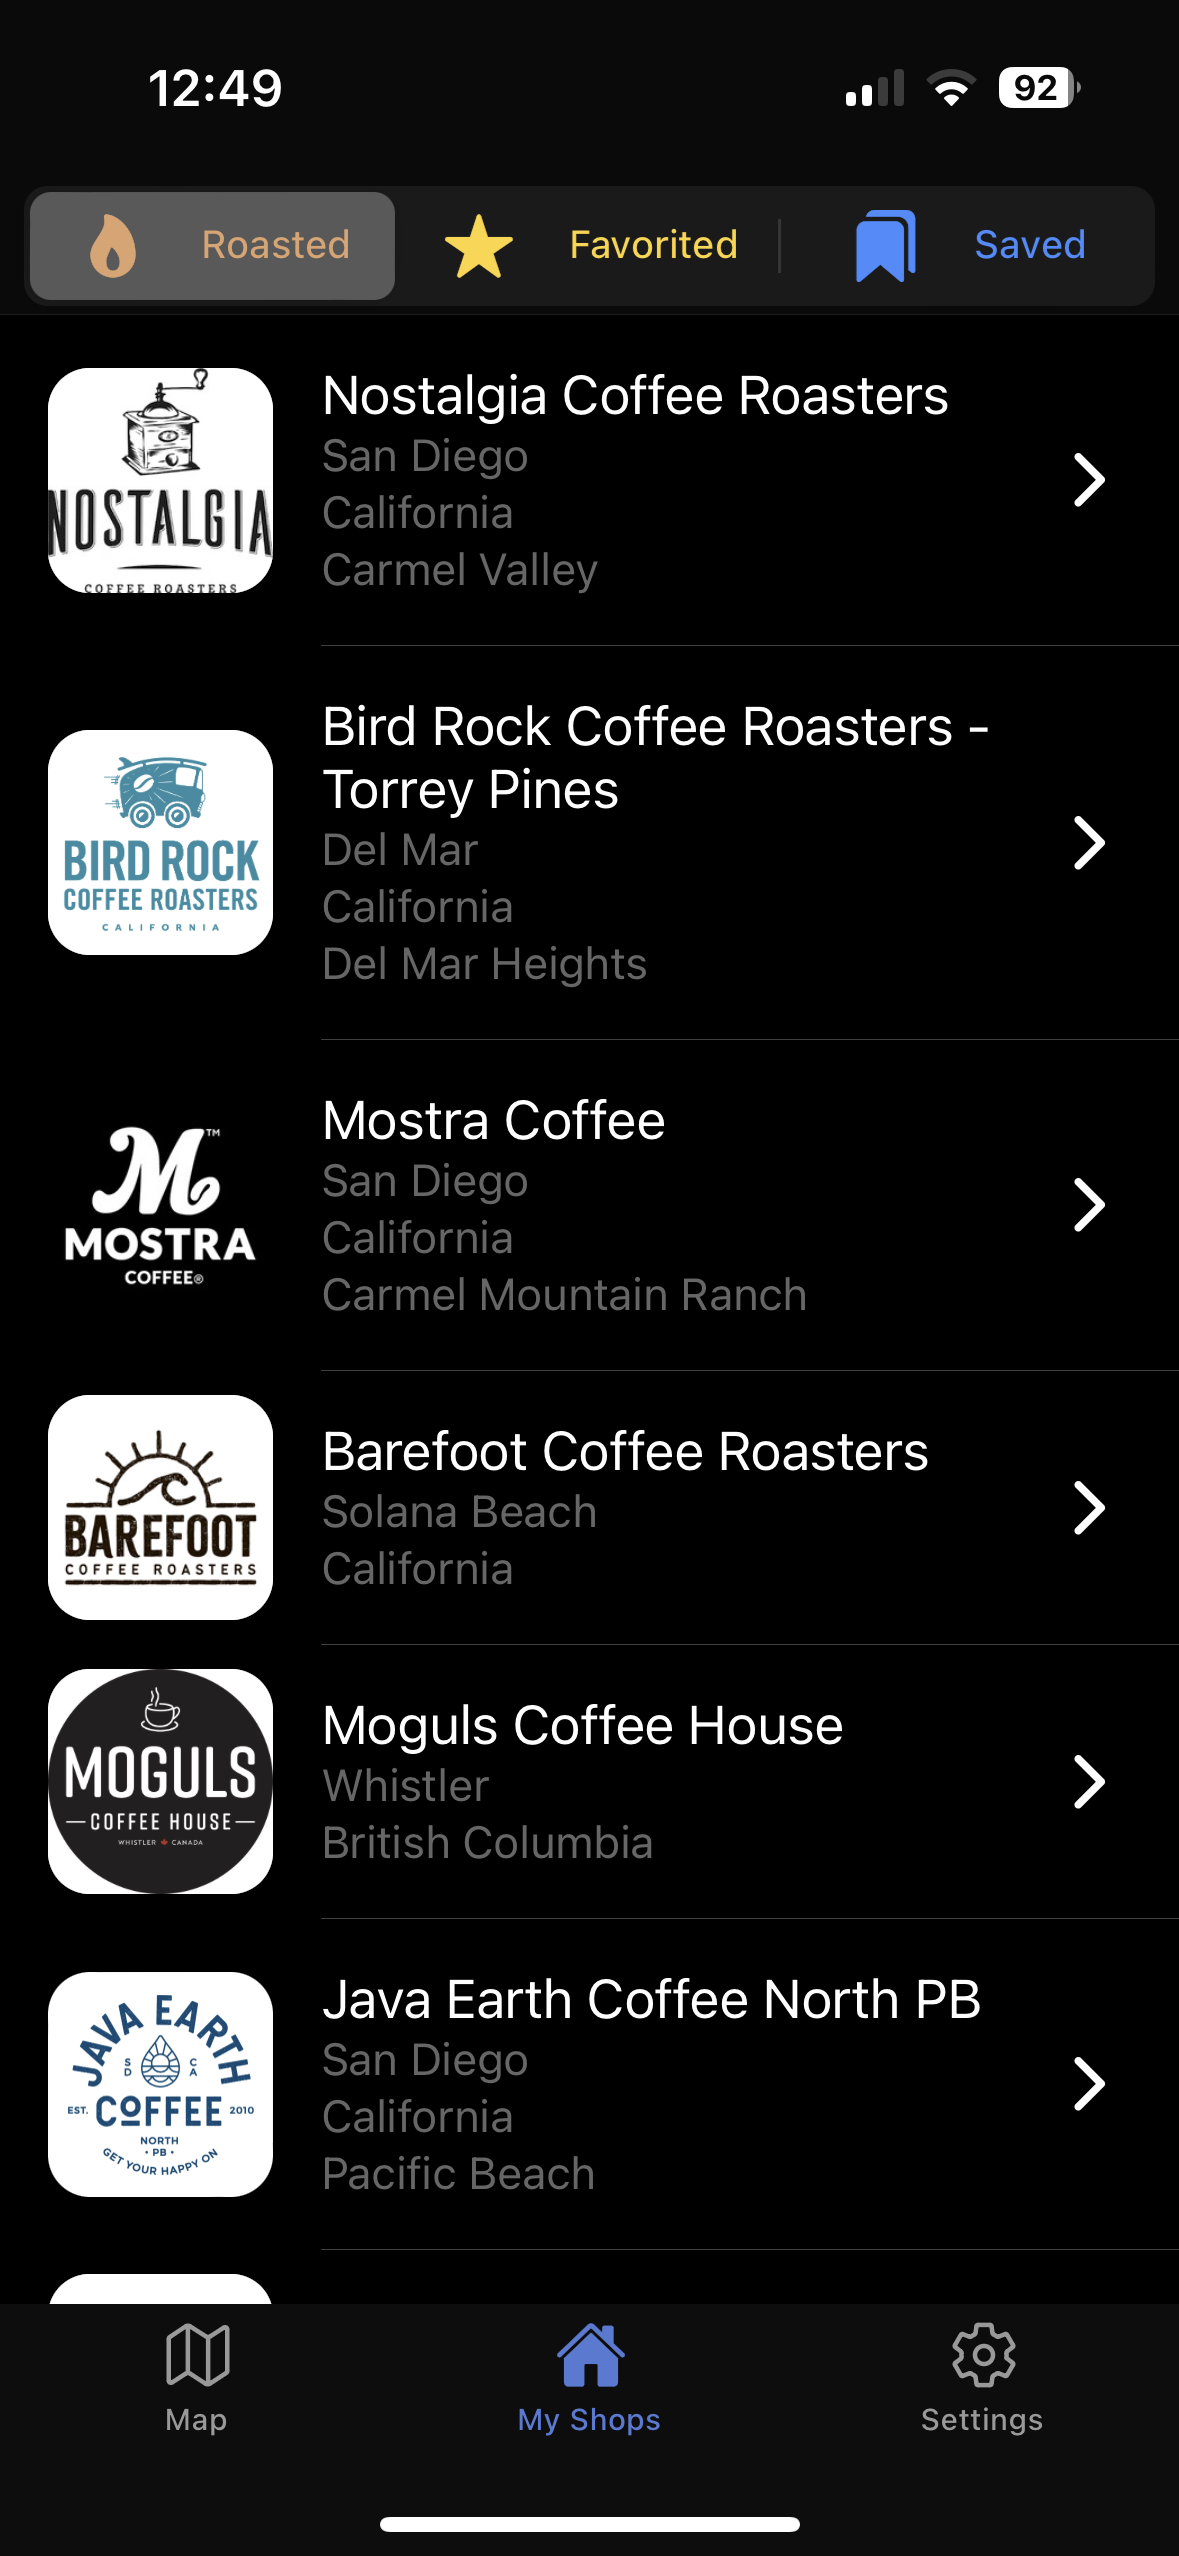 12:49
92
Roasted
Favorited
Saved
NOSTALGIA
COFFEE ROASTERS
Nostalgia Coffee Roasters
San Diego
California
Carmel Valley
BIRD ROCK
COFFEE ROASTERS
CALIFORNIA
Bird Rock Coffee Roasters -
Torrey Pines
Del Mar
California
Del Mar Heights
M™
MOSTRA
COFFEE®
Mostra Coffee
San Diego
California
Carmel Mountain Ranch
BAREFOOT
COFFEE ROASTERS
Barefoot Coffee Roasters
Solana Beach
California
MOGULS
COFFEE HOUSE
WHISTLER CANADA
Moguls Coffee House
Whistler
British Columbia
JAVA EARTH
SD CA
EST. COFFEE 2010
NORTH
• PB •
GET YOUR HAPPY ON
Java Earth Coffee North PB
San Diego
California
Pacific Beach
Map
My Shops
Settings